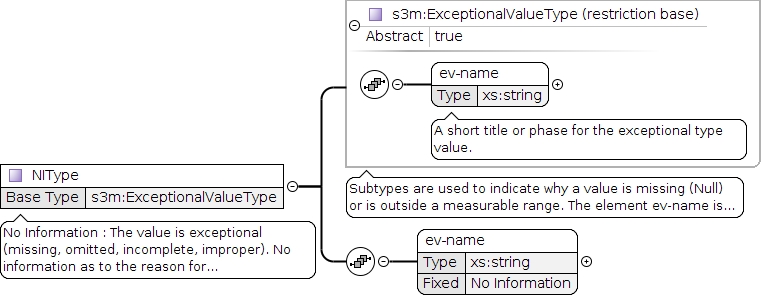 s3m:ExceptionalValueType (restriction base)
Abstract true
ev-name
Type xs:string
A short title or phase for the exceptional type
value.
Subtypes are used to indicate why a value is missing (Null)
or is outside a measurable range. The element ev-name is...
NIType
Base Type s3m:ExceptionalValueType
No Information : The value is exceptional
(missing, omitted, incomplete, improper). No
information as to the reason for...
ev-name
Type xs:string
Fixed No Information